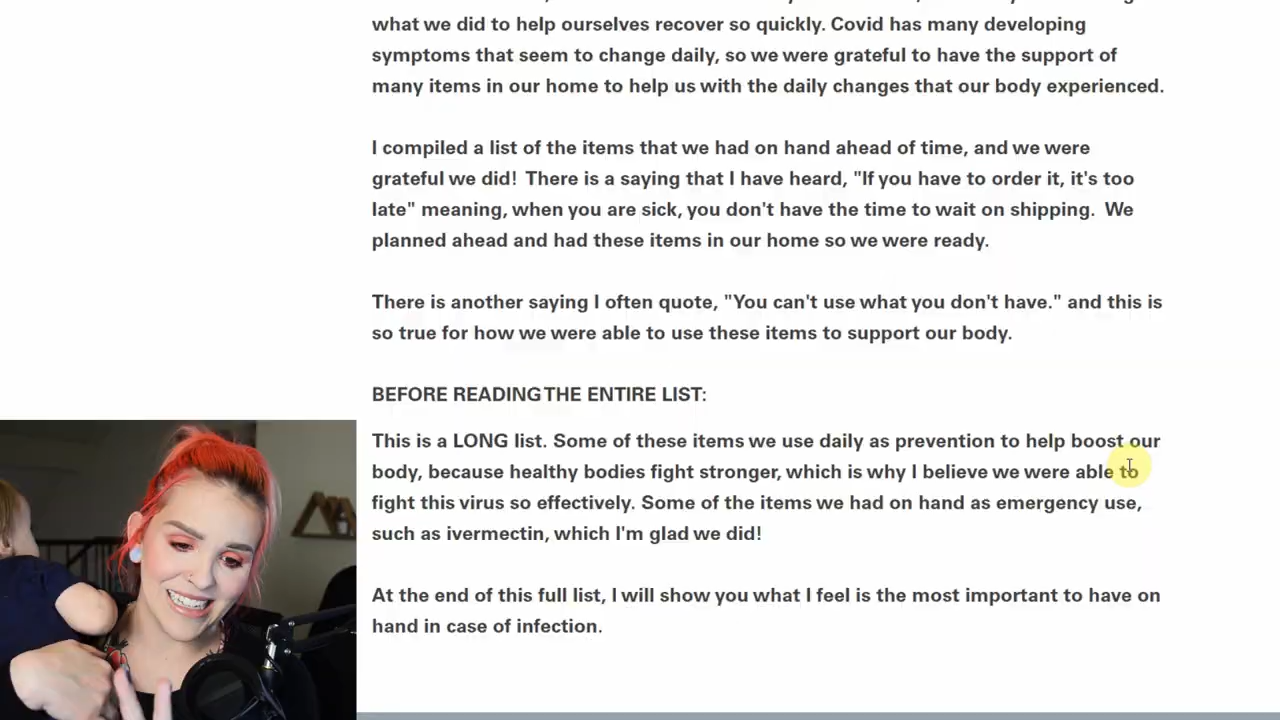 what we did to help ourselves recover so quickly. Covid has many developing
symptoms that seem to change daily, so we were grateful to have the support of
many items in our home to help us with the daily changes that our body experienced.
I compiled a list of the items that we had on hand ahead of time, and we were
grateful we did! There is a saying that I have heard, "If you have to order it, it's too
late" meaning, when you are sick, you don't have the time to wait on shipping. We
planned ahead and had these items in our home so we were ready.
There is another saying I often quote, "You can't use what you don't have." and this is
so true for how we were able to use these items to support our body.
BEFORE READING THE ENTIRE LIST:
This is a LONG list. Some of these items we use daily as prevention to help boost our
body, because healthy bodies fight stronger, which is why I believe we were able to
fight this virus so effectively. Some of the items we had on hand as emergency use,
such as ivermectin, which I'm glad we did!
At the end of this full list, I will show you what I feel is the most important to have on
hand in case of infection.